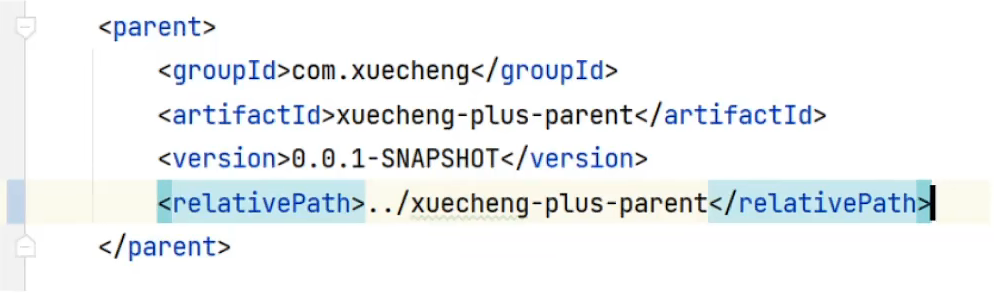 <parent>
<groupId>com.xuecheng</groupId>
<artifactId>xuecheng-plus-parent</artifactId>
<version>0.0.1-SNAPSHOT</version>
<relativePath>../xuecheng-plus-parent</relativePath>
</parent>